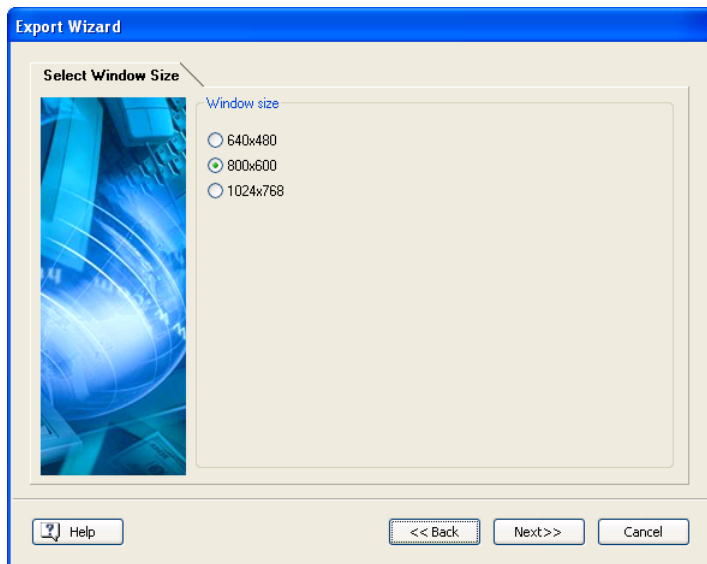 Export Wizard
Select Window Size
Window size
640x480
800x600
1024x768
Help
<< Back
Next>>
Cancel